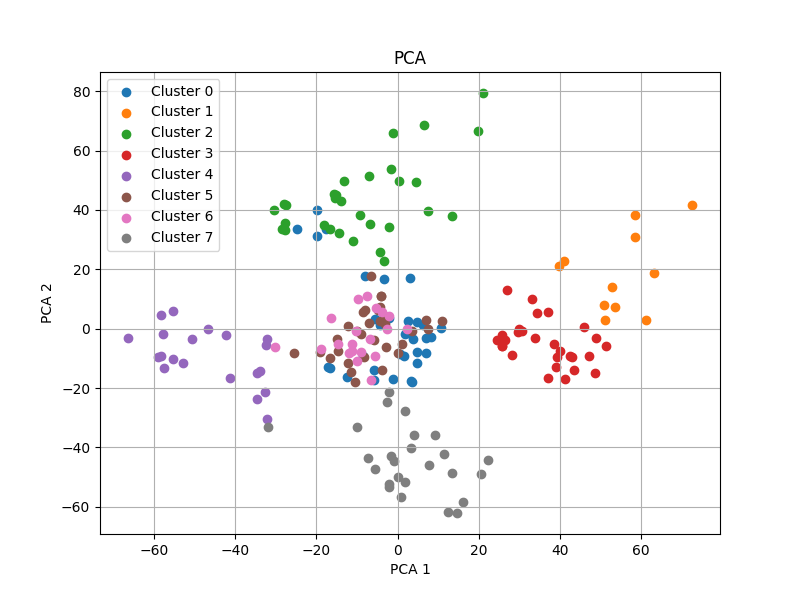 PCA
Cluster 0
Cluster 1
Cluster 2
Cluster 3
Cluster 4
Cluster 5
Cluster 6
Cluster 7
80
60
40
20
0
−20
−40
−60
PCA 2
−60 −40 −20 0 20 40 60
PCA 1